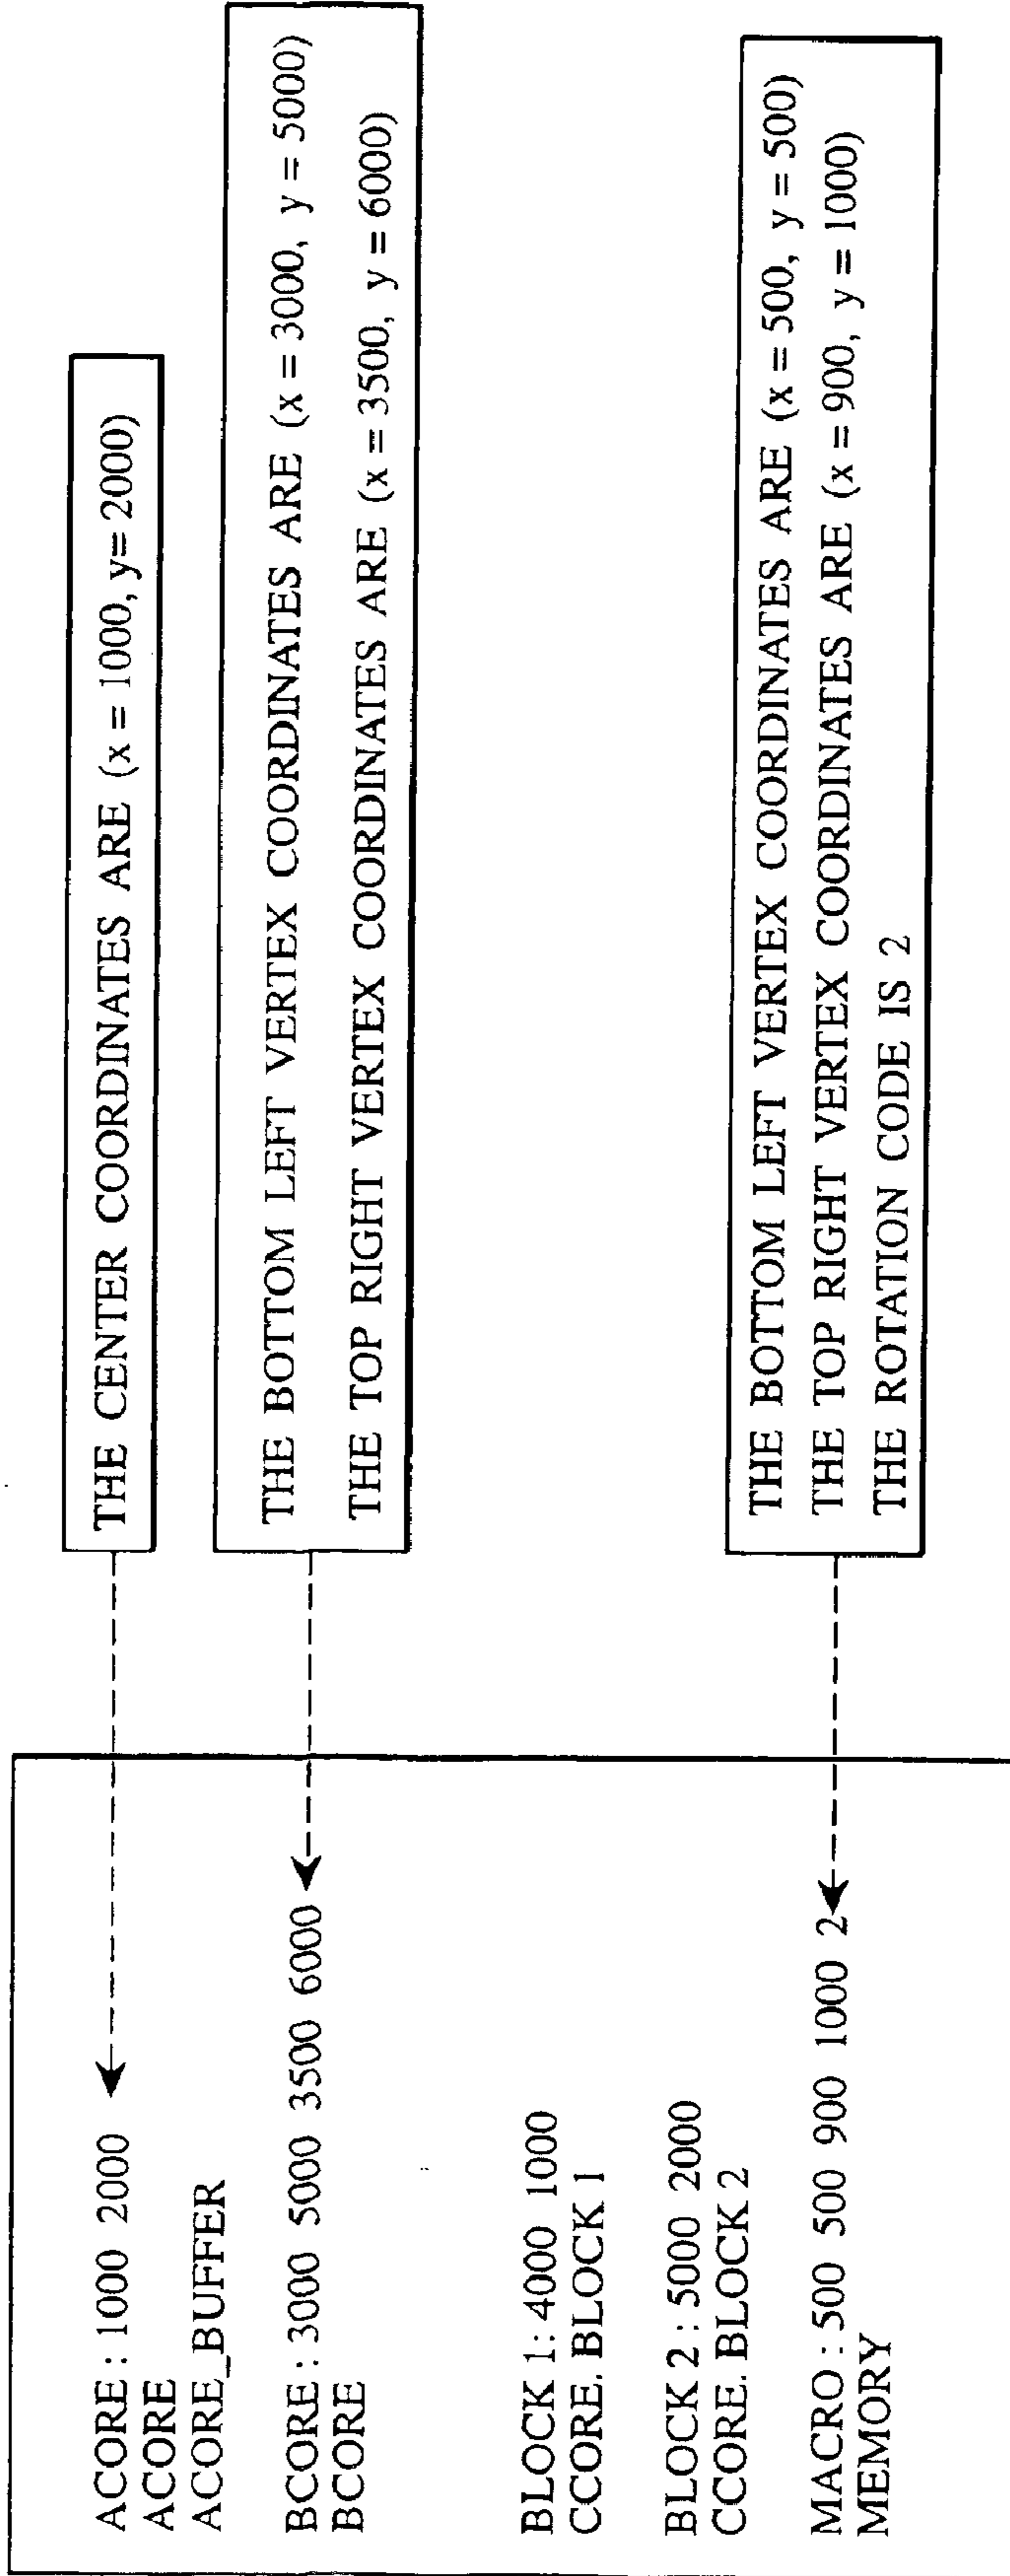 ACORE : 1000 2000
ACORE
ACORE_BUFFER
BCORE : 3000 5000 3500 6000
BCORE
BLOCK 1 : 4000 1000
CCORE. BLOCK 1
BLOCK 2 : 5000 2000
CCORE. BLOCK 2
MACRO : 500 500 900 1000 2
MEMORY
THE CENTER COORDINATES ARE (x = 1000, y= 2000)
THE BOTTOM LEFT VERTEX COORDINATES ARE (x = 3000, y = 5000)
THE TOP RIGHT VERTEX COORDINATES ARE (x = 3500, y = 6000)
THE BOTTOM LEFT VERTEX COORDINATES ARE (x = 500, y = 500)
THE TOP RIGHT VERTEX COORDINATES ARE (x = 900, y = 1000)
THE ROTATION CODE IS 2